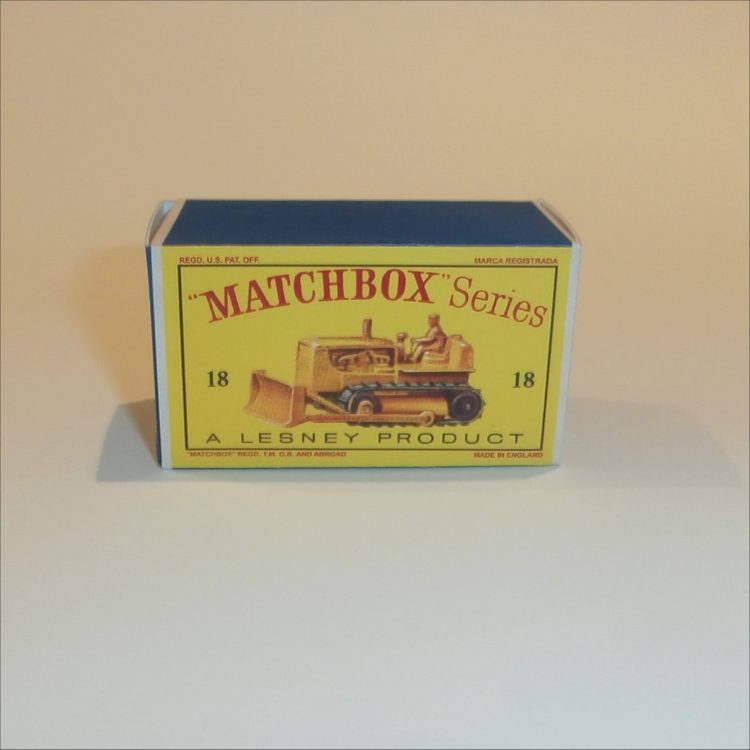 REGD. U.S. PAT. OFF. MARCA REGISTRADA
"MATCHBOX" Series
18 18
A LESNEY PRODUCT
"MATCHBOX" REGD. T.M. G.B. AND ABROAD MADE IN ENGLAND